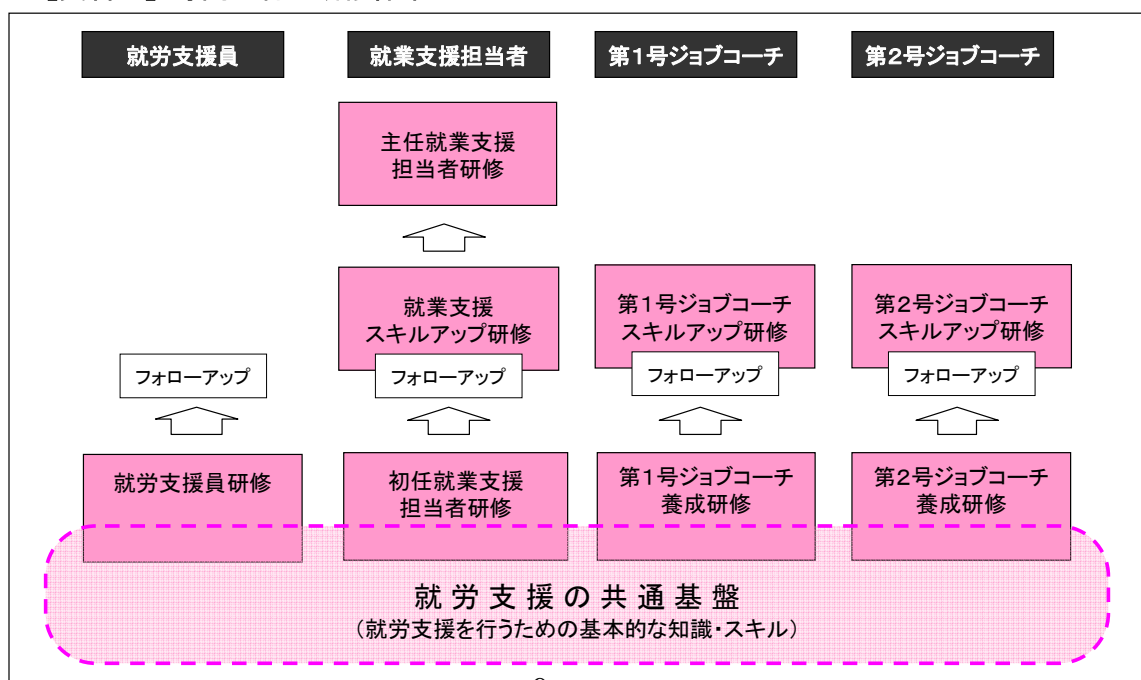 就労支援員
就業支援担当者
第1号ジョブコーチ
第2号ジョブコーチ
主任就業支援
担当者研修
就業支援
スキルアップ研修
第1号ジョブコーチ
スキルアップ研修
第2号ジョブコーチ
スキルアップ研修
フォローアップ
フォローアップ
フォローアップ
フォローアップ
就労支援員研修
初任就業支援
担当者研修
第1号ジョブコーチ
養成研修
第2号ジョブコーチ
養成研修
就労支援の共通基盤
（就労支援を行うための基本的な知識・スキル）